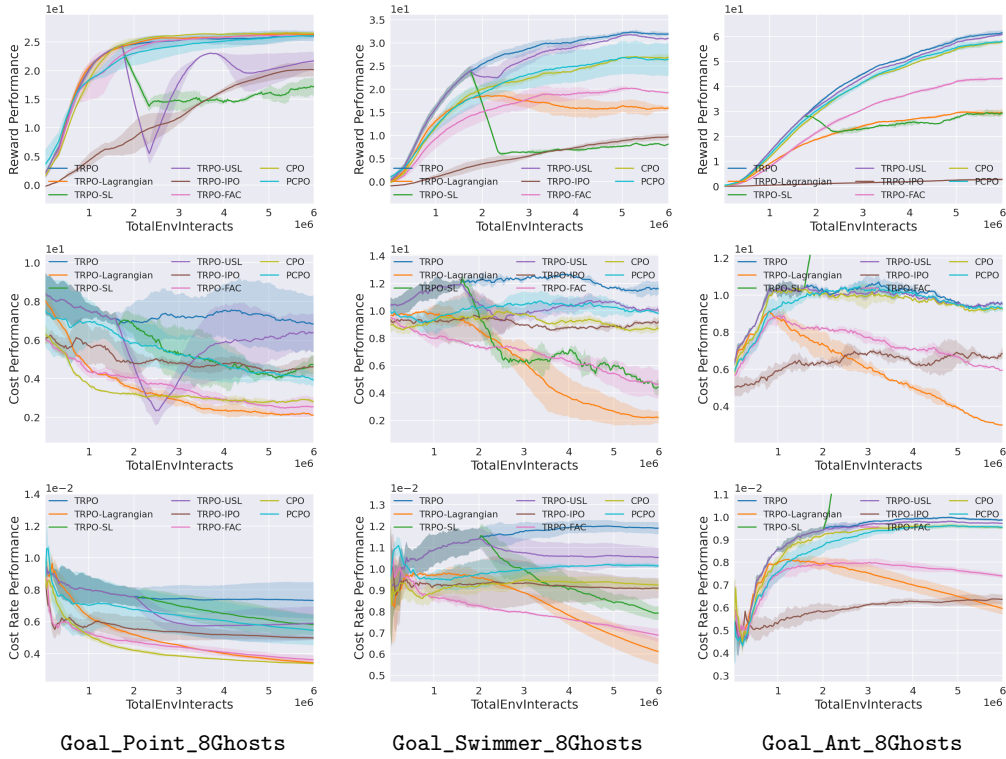 1e1
Reward Performance
2.5
2.0
1.5
1.0
0.5
0.0
TRPO
TRPO-Lagrangian
TRPO-SL
TRPO-USL
TRPO-IPO
TRPO-FAC
CPO
PCPO
1 2 3 4 5 6
TotalEnvInteracts
1e6
1e1
Reward Performance
3.5
3.0
2.5
2.0
1.5
1.0
0.5
0.0
TRPO
TRPO-Lagrangian
TRPO-SL
TRPO-USL
TRPO-IPO
TRPO-FAC
CPO
PCPO
1 2 3 4 5 6
TotalEnvInteracts
1e6
1e1
Reward Performance
6
5
4
3
2
1
0
TRPO
TRPO-Lagrangian
TRPO-SL
TRPO-USL
TRPO-IPO
TRPO-FAC
CPO
PCPO
1 2 3 4 5 6
TotalEnvInteracts
1e6
1e1
Cost Performance
1.0
0.8
0.6
0.4
0.2
TRPO
TRPO-Lagrangian
TRPO-SL
TRPO-USL
TRPO-IPO
TRPO-FAC
CPO
PCPO
1 2 3 4 5 6
TotalEnvInteracts
1e6
1e1
Cost Performance
1.4
1.2
1.0
0.8
0.6
0.4
0.2
TRPO
TRPO-Lagrangian
TRPO-SL
TRPO-USL
TRPO-IPO
TRPO-FAC
CPO
PCPO
1 2 3 4 5 6
TotalEnvInteracts
1e6
1e1
Cost Performance
1.2
1.0
0.8
0.6
0.4
TRPO
TRPO-Lagrangian
TRPO-SL
TRPO-USL
TRPO-IPO
TRPO-FAC
CPO
PCPO
1 2 3 4 5 6
TotalEnvInteracts
1e6
1e−2
Cost Rate Performance
1.4
1.2
1.0
0.8
0.6
0.4
TRPO
TRPO-Lagrangian
TRPO-SL
TRPO-USL
TRPO-IPO
TRPO-FAC
CPO
PCPO
1 2 3 4 5 6
TotalEnvInteracts
1e6
1e−2
Cost Rate Performance
1.3
1.2
1.1
1.0
0.9
0.8
0.7
0.6
0.5
TRPO
TRPO-Lagrangian
TRPO-SL
TRPO-USL
TRPO-IPO
TRPO-FAC
CPO
PCPO
1 2 3 4 5 6
TotalEnvInteracts
1e6
1e−2
Cost Rate Performance
1.1
1.0
0.9
0.8
0.7
0.6
0.5
0.4
0.3
TRPO
TRPO-Lagrangian
TRPO-SL
TRPO-USL
TRPO-IPO
TRPO-FAC
CPO
PCPO
1 2 3 4 5 6
TotalEnvInteracts
1e6
Goal_Point_8Ghosts
Goal_Swimmer_8Ghosts
Goal_Ant_8Ghosts